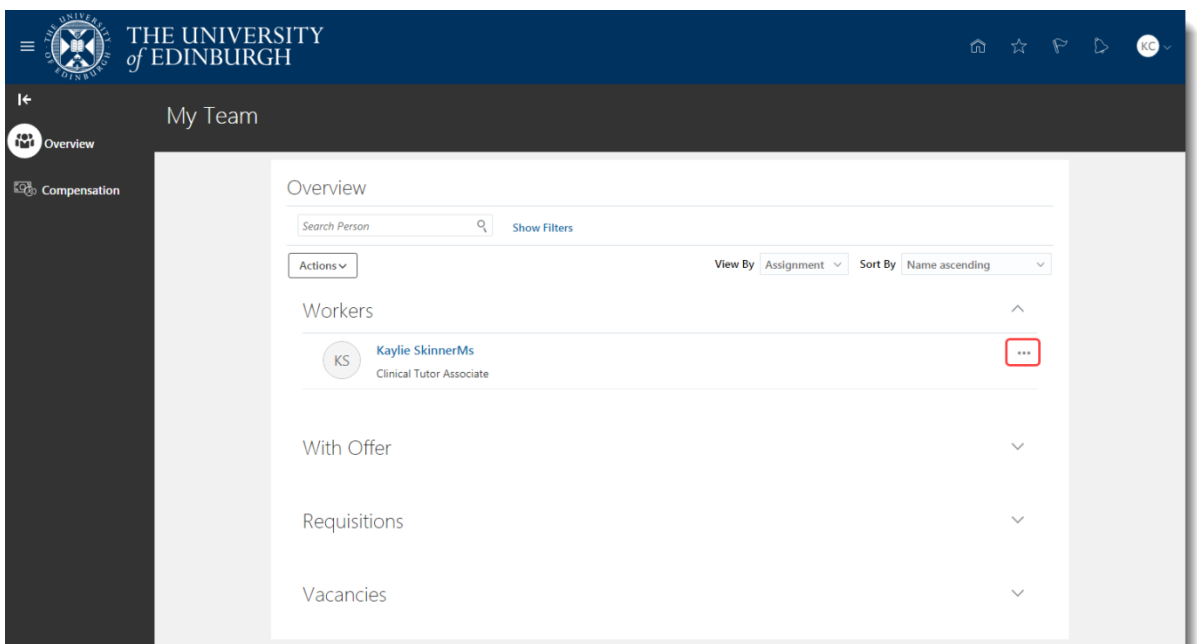 THE UNIVERSITY
of EDINBURGH
KC
Overview
Compensation
My Team
Overview
Search Person
Show Filters
Actions
View By Assignment Sort By Name ascending
Workers
KS
Kaylie SkinnerMs
Clinical Tutor Associate
With Offer
Requisitions
Vacancies